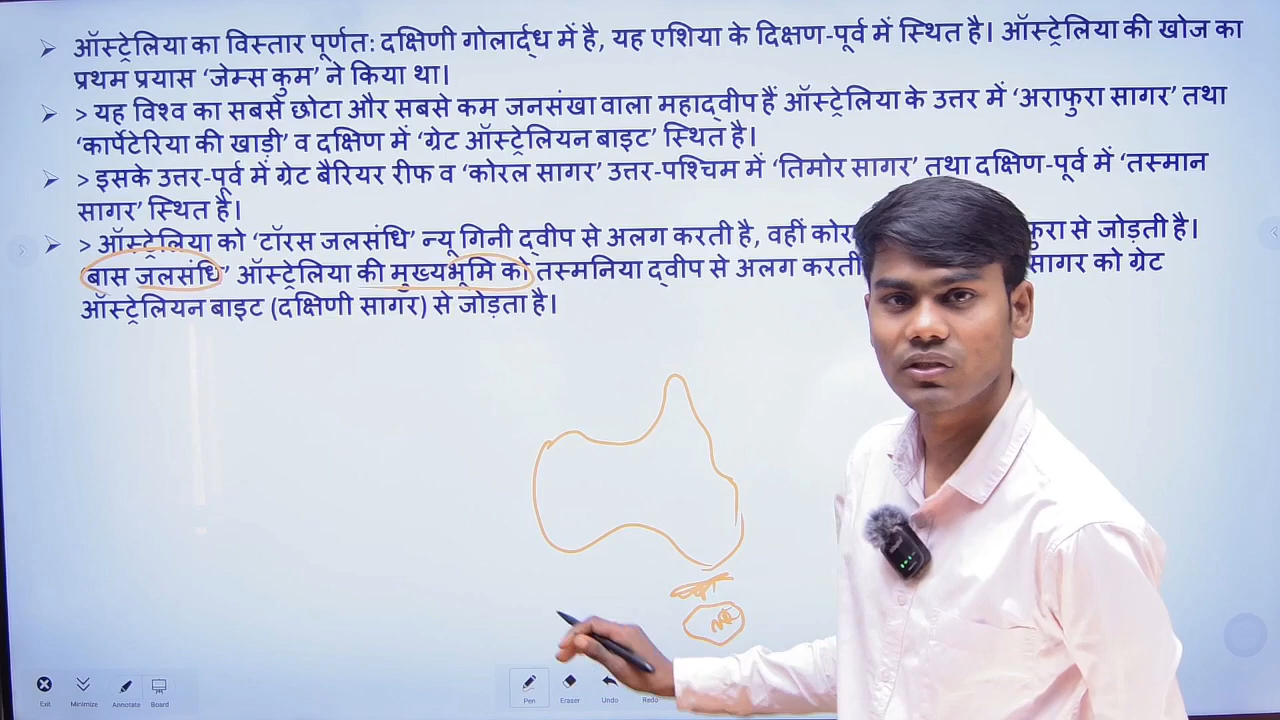 ऑस्ट्रेलिया का विस्तार पूर्णतः दक्षिणी गोलार्द्ध में है, यह एशिया के दिक्षण-पूर्व में स्थित है। ऑस्ट्रेलिया की खोज का
प्रथम प्रयास ‘जेम्स कुम’ ने किया था।
> यह विश्व का सबसे छोटा और सबसे कम जनसंखा वाला महाद्वीप हैं ऑस्ट्रेलिया के उत्तर में ‘अराफुरा सागर’ तथा
‘कार्पेटेरिया की खाड़ी’ व दक्षिण में ‘ग्रेट ऑस्ट्रेलियन बाइट’ स्थित है।
> इसके उत्तर-पूर्व में ग्रेट बैरियर रीफ व ‘कोरल सागर’ उत्तर-पश्चिम में ‘तिमोर सागर’ तथा दक्षिण-पूर्व में ‘तस्मान
सागर’ स्थित है।
> ऑस्ट्रेलिया को ‘टॉरस जलसंधि’ न्यू गिनी द्वीप से अलग करती है, वहीं से जोड़ती है।
बास जलसंधि’ ऑस्ट्रेलिया की मुख्यभूमि को तस्मनिया द्वीप से अलग करती सागर को ग्रेट
ऑस्ट्रेलियन बाइट (दक्षिणी सागर) से जोड़ता है।
Exit Minimize Annotate Board Pen Eraser Undo Redo